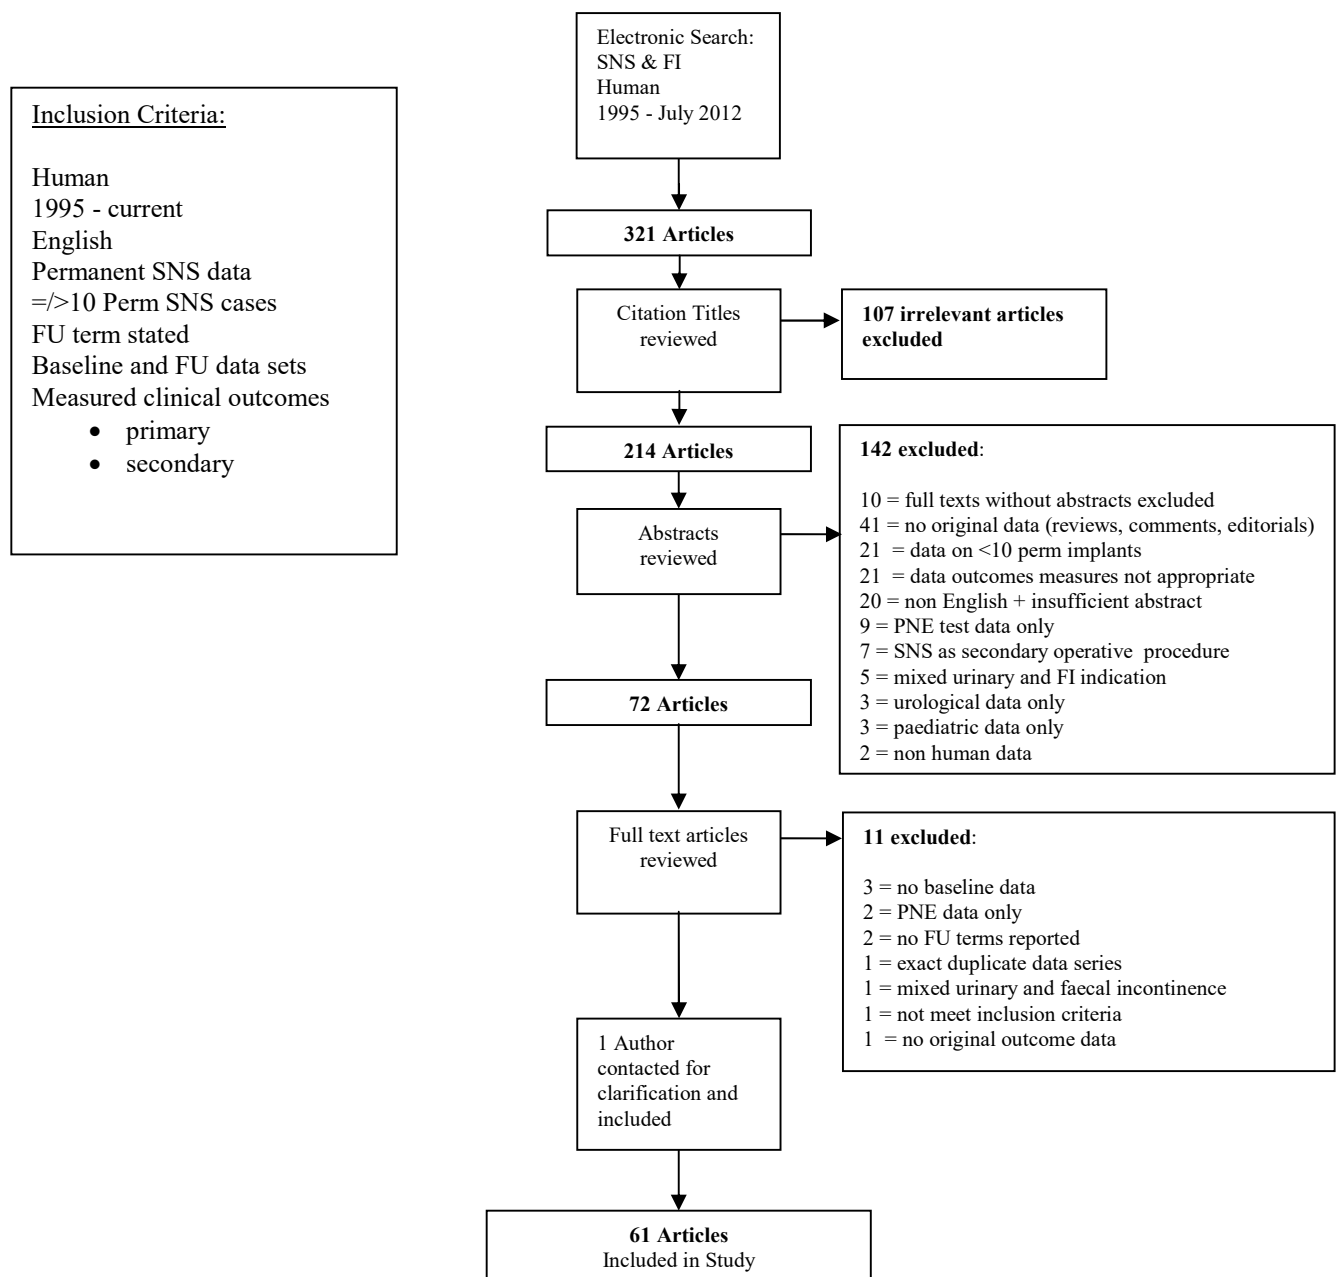 Electronic Search:
SNS & FI
Human
1995 - July 2012
Inclusion Criteria:
Human
1995 - current
English
Permanent SNS data
=/>10 Perm SNS cases
FU term stated
Baseline and FU data sets
Measured clinical outcomes
• primary
• secondary
321 Articles
Citation Titles
reviewed
107 irrelevant articles
excluded
214 Articles
Abstracts
reviewed
142 excluded:
10 = full texts without abstracts excluded
41 = no original data (reviews, comments, editorials)
21 = data on <10 perm implants
21 = data outcomes measures not appropriate
20 = non English + insufficient abstract
9 = PNE test data only
7 = SNS as secondary operative procedure
5 = mixed urinary and FI indication
3 = urological data only
3 = paediatric data only
2 = non human data
72 Articles
Full text articles
reviewed
11 excluded:
3 = no baseline data
2 = PNE data only
2 = no FU terms reported
1 = exact duplicate data series
1 = mixed urinary and faecal incontinence
1 = not meet inclusion criteria
1 = no original outcome data
1 Author
contacted for
clarification and
included
61 Articles
Included in Study